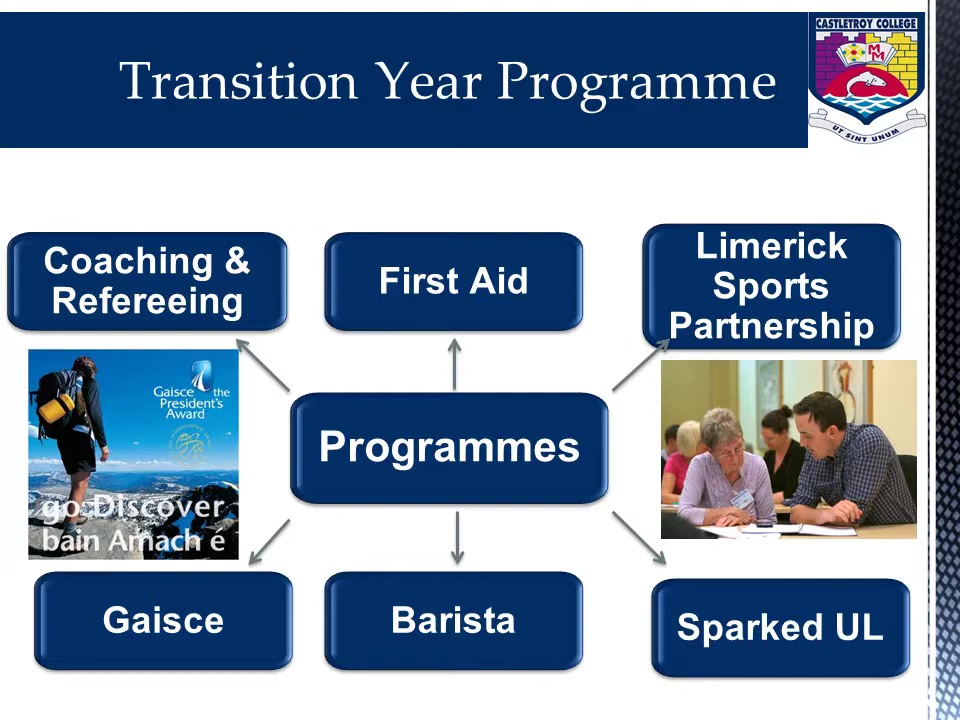 Transition Year Programme
CASTLETROY COLLEGE
MM
UT SINT UNUM
Coaching &
Refereeing
First Aid
Limerick
Sports
Partnership
Gaisce the
President's
Award
go Discover
bain Amach é
Programmes
Gaisce
Barista
Sparked UL